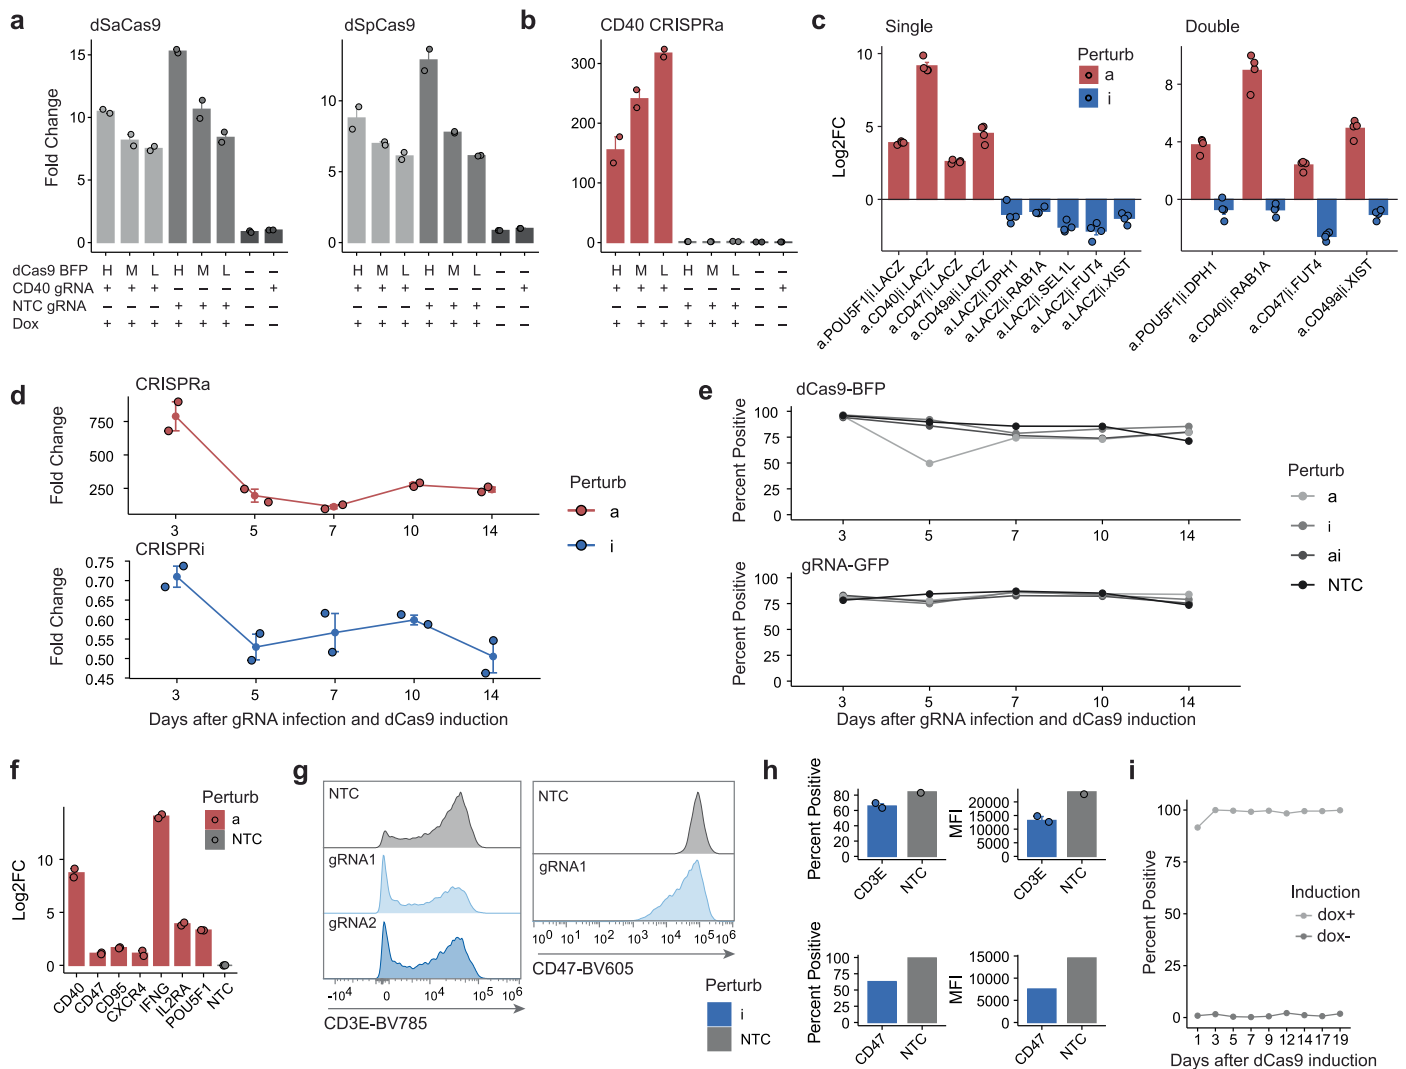 a
dSaCas9
Fold Change
15
10
5
0
dCas9 BFP H M L H M L – –
CD40 gRNA + + + – – – – +
NTC gRNA – – – + + + – –
Dox + + + + + + – –
dSpCas9
10
5
0
H M L H M L – –
+ + + – – – – +
– – – + + + – –
+ + + + + + – –
b
CD40 CRISPRa
300
200
100
0
H M L H M L – –
+ + + – – – – +
– – – + + + – –
+ + + + + + – –
c
Single
Double
Perturb
a
i
Log2FC
10
5
0
a.POU5F1|i.LACZ
a.CD40|i.LACZ
a.CD47|i.LACZ
a.CD49a|i.LACZ
a.LACZ|i.DPH1
a.LACZ|i.RAB1A
a.LACZ|i.SEL1L
a.LACZ|i.FUT4
a.LACZ|i.XIST
8
4
0
a.POU5F1|i.DPH1
a.CD40|i.RAB1A
a.CD47|i.FUT4
a.CD49a|i.XIST
d
CRISPRa
Fold Change
750
500
250
3 5 7 10 14
CRISPRi
Fold Change
0.75
0.70
0.65
0.60
0.55
0.50
0.45
3 5 7 10 14
Days after gRNA infection and dCas9 induction
Perturb
a
i
e
dCas9-BFP
Percent Positive
100
75
50
25
0
3 5 7 10 14
gRNA-GFP
Percent Positive
100
75
50
25
0
3 5 7 10 14
Days after gRNA infection and dCas9 induction
Perturb
a
i
ai
NTC
f
Perturb
a
NTC
Log2FC
10
5
0
CD40
CD47
CD95
CXCR4
IFNG
IL2RA
POU5F1
NTC
g
NTC
gRNA1
gRNA2
-10⁴ 0 10⁴ 10⁵ 10⁶
CD3E-BV785
NTC
gRNA1
10⁰ 10¹ 10² 10³ 10⁴ 10⁵ 10⁶
CD47-BV605
Perturb
i
NTC
h
Percent Positive
80
60
40
20
0
CD3E
NTC
MFI
20000
15000
10000
5000
0
CD3E
NTC
Percent Positive
100
75
50
25
0
CD47
NTC
MFI
15000
10000
5000
0
CD47
NTC
i
Percent Positive
100
75
50
25
0
Induction
dox+
dox-
1 3 5 7 9 12 14 17 19
Days after dCas9 induction